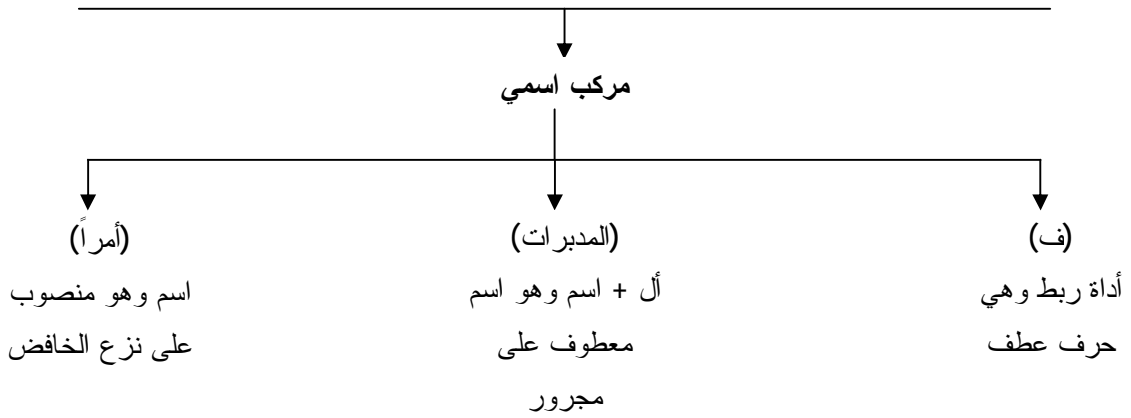 مركب اسمي
(ف)
أداة ربط وهي
حرف عطف
(المدبرات)
أل + اسم وهو اسم
معطوف على
مجرور
(أمراً)
اسم وهو منصوب
على نزع الخافض